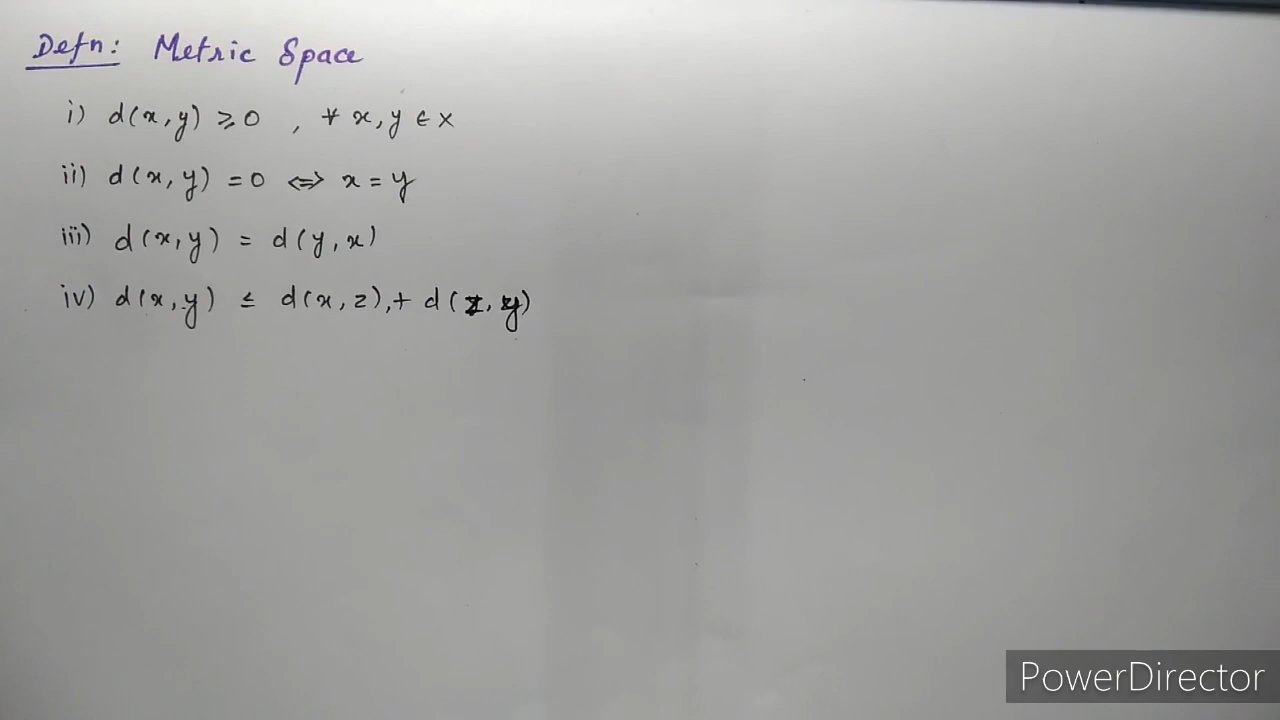 Defn: Metric Space
i) d(x,y) ⩾ 0 , ∀ x,y ∈ X
ii) d(x,y) = 0 ⟺ x = y
iii) d(x,y) = d(y,x)
iv) d(x,y) ≤ d(x,z),+ d(z,y)
PowerDirector